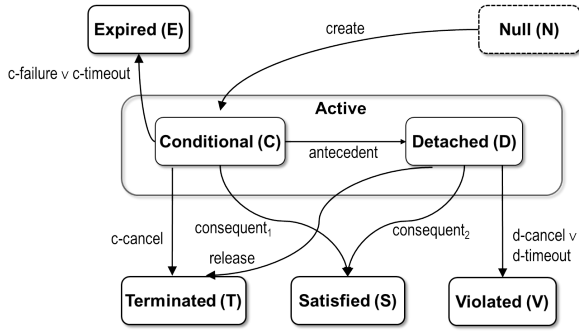 Expired (E)
Null (N)
create
c-failure ∨ c-timeout
Active
Conditional (C)
antecedent
Detached (D)
c-cancel
consequent₁
release
consequent₂
d-cancel ∨
d-timeout
Terminated (T)
Satisfied (S)
Violated (V)